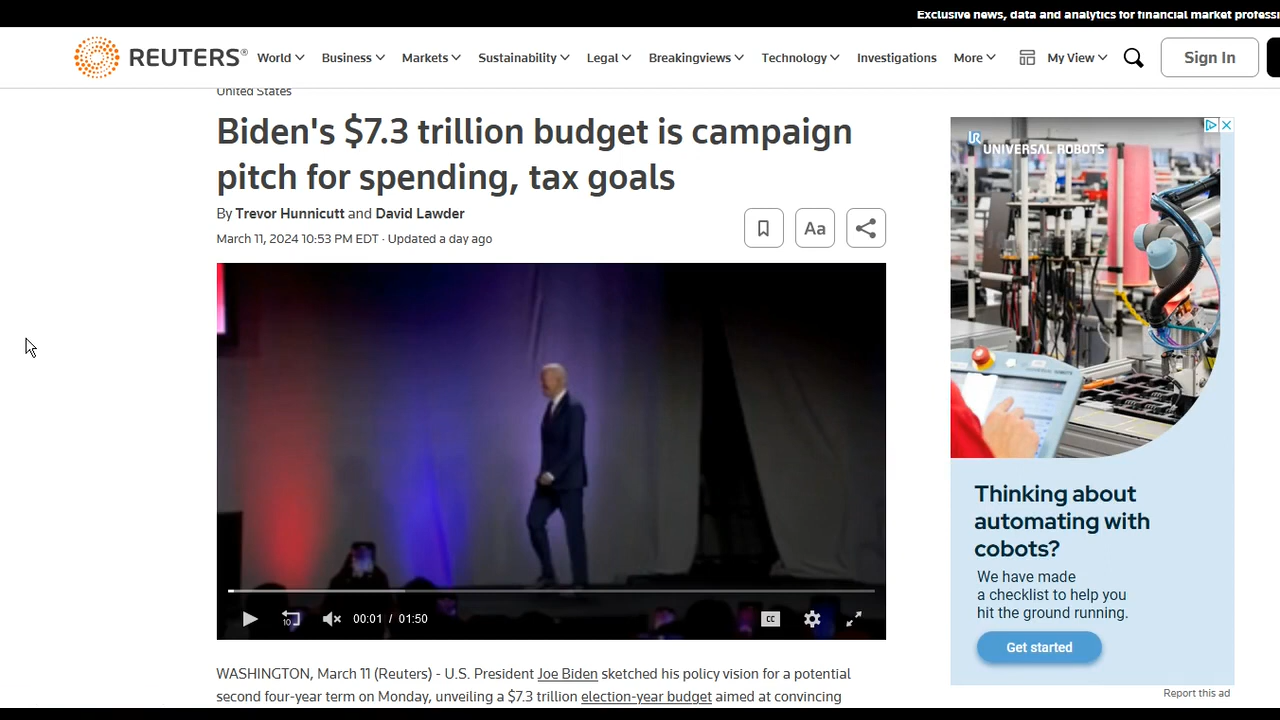 Exclusive news, data and analytics for financial market professi
REUTERS®
World Business Markets Sustainability Legal Breakingviews Technology Investigations More My View Sign In
United States
Biden's $7.3 trillion budget is campaign
pitch for spending, tax goals
By Trevor Hunnicutt and David Lawder
March 11, 2024 10:53 PM EDT · Updated a day ago
Aa
10
00:01 / 01:50
CC
WASHINGTON, March 11 (Reuters) - U.S. President Joe Biden sketched his policy vision for a potential
second four-year term on Monday, unveiling a $7.3 trillion election-year budget aimed at convincing
UR
UNIVERSAL ROBOTS
Thinking about
automating with
cobots?
We have made
a checklist to help you
hit the ground running.
Get started
Report this ad